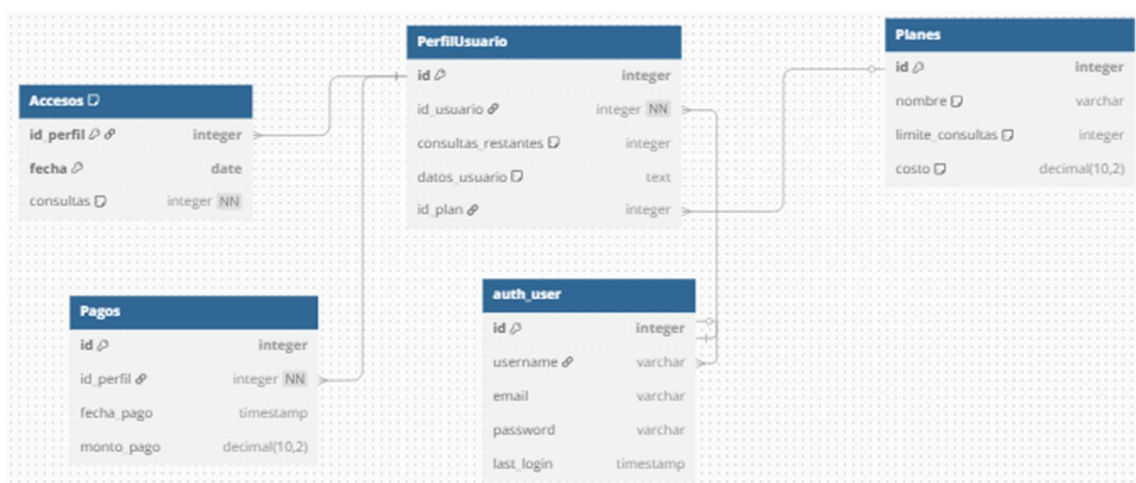 Accesos
id_perfil integer
fecha date
consultas integer NN
PerfilUsuario
id integer
id_usuario integer NN
consultas_restantes integer
datos_usuario text
id_plan integer
Planes
id integer
nombre varchar
limite_consultas integer
costo decimal(10,2)
Pagos
id integer
id_perfil integer NN
fecha_pago timestamp
monto_pago decimal(10,2)
auth_user
id integer
username varchar
email varchar
password varchar
last_login timestamp